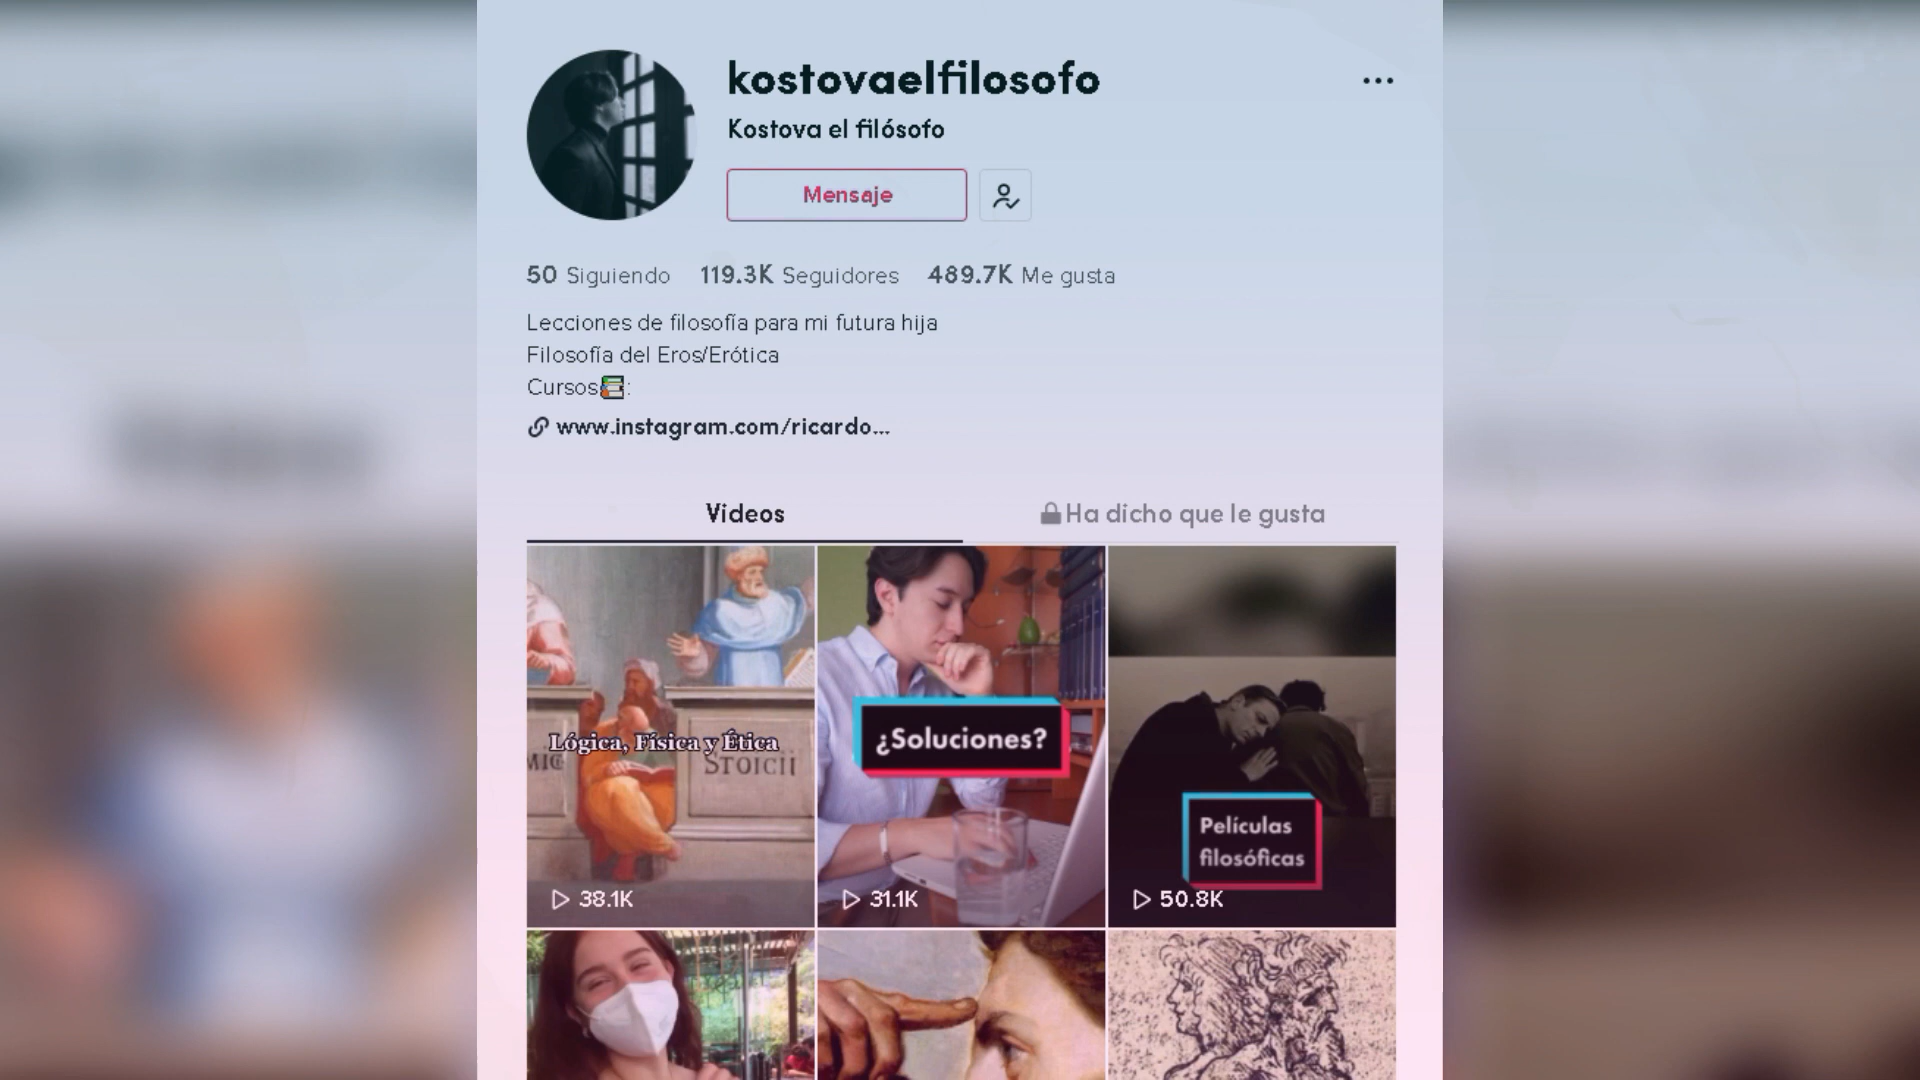 kostovaelfilosofo
Kostova el filósofo
Mensaje
50 Siguiendo 119.3K Seguidores 489.7K Me gusta
Lecciones de filosofía para mi futura hija
Filosofía del Eros/Erótica
Cursos📚:
www.instagram.com/ricardo...
Videos
Ha dicho que le gusta
Lógica, Física y Ética
STOICII
38.1K
¿Soluciones?
31.1K
Películas
filosóficas
50.8K